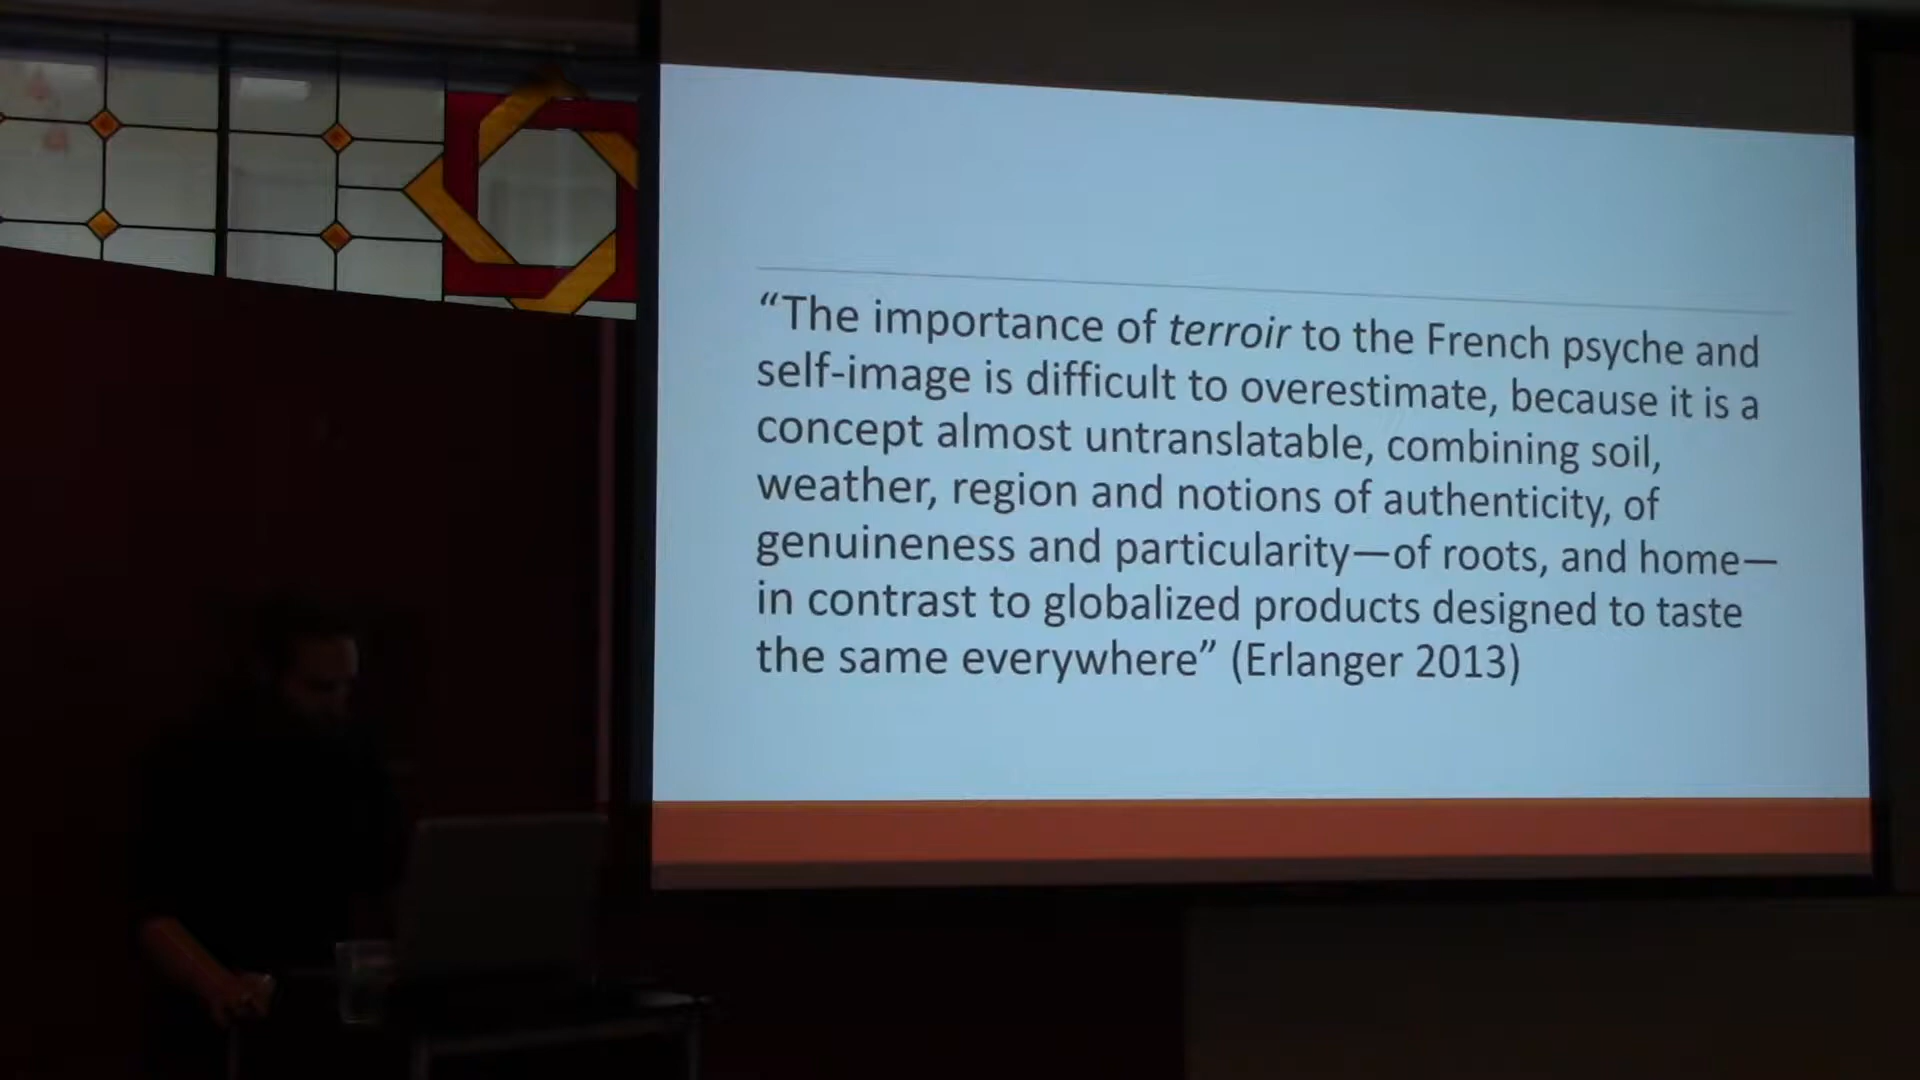 “The importance of terroir to the French psyche and
self-image is difficult to overestimate, because it is a
concept almost untranslatable, combining soil,
weather, region and notions of authenticity, of
genuineness and particularity—of roots, and home—
in contrast to globalized products designed to taste
the same everywhere” (Erlanger 2013)